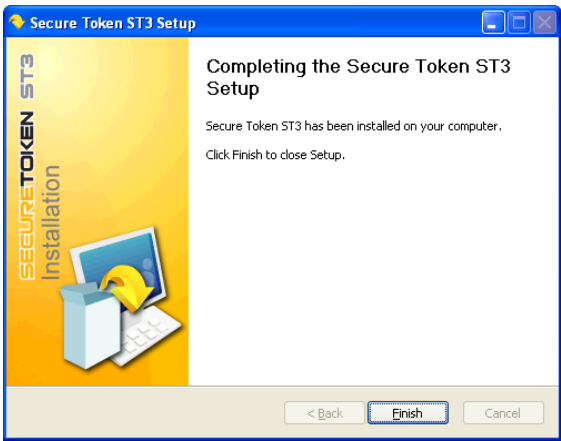 Secure Token ST3 Setup
SECURETOKEN ST3
Installation
Completing the Secure Token ST3
Setup
Secure Token ST3 has been installed on your computer.
Click Finish to close Setup.
< Back
Finish
Cancel